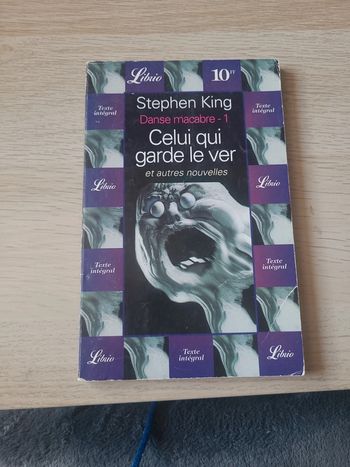 Librio
10FF
Stephen King
Texte
intégral
Texte
intégral
Danse macabre - 1
Celui qui
garde le ver
et autres nouvelles
Librio
Librio
Texte
intégral
Texte
intégral
Librio
Texte
intégral
Librio